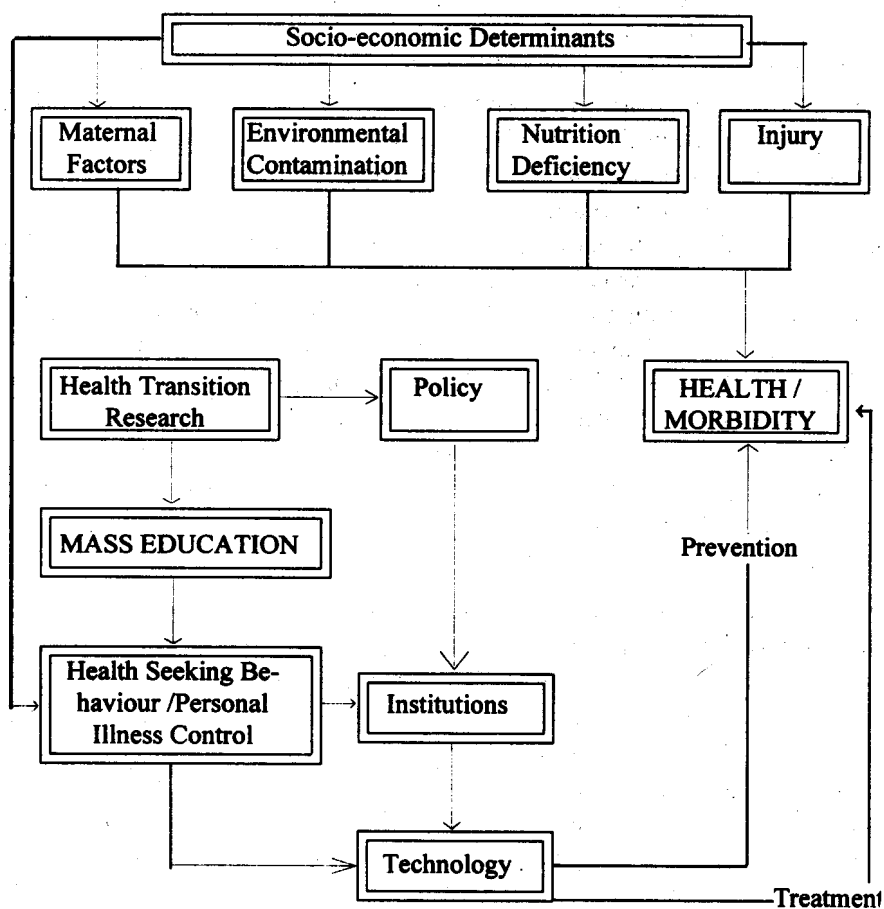 Socio-economic Determinants
Maternal
Factors
Environmental
Contamination
Nutrition
Deficiency
Injury
Health Transition
Research
Policy
HEALTH /
MORBIDITY
MASS EDUCATION
Prevention
Health Seeking Be-
haviour /Personal
Illness Control
Institutions
Technology
Treatment